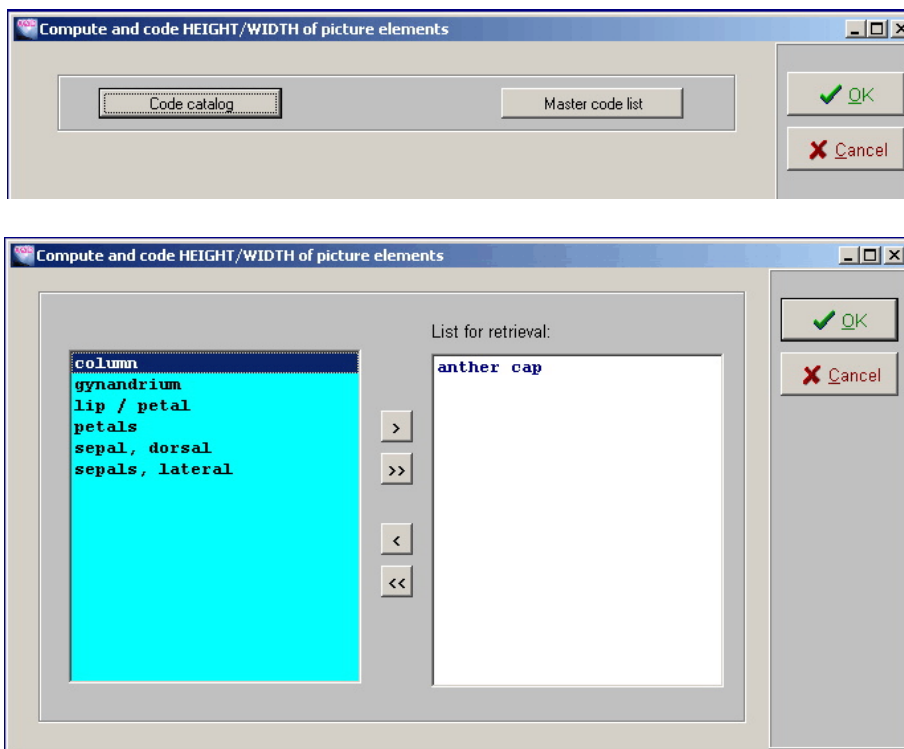 Compute and code HEIGHT/WIDTH of picture elements
Code catalog
Master code list
OK
Cancel
Compute and code HEIGHT/WIDTH of picture elements
List for retrieval:
column
gynandrium
lip / petal
petals
sepal, dorsal
sepals, lateral
anther cap
>
>>
<
<<
OK
Cancel